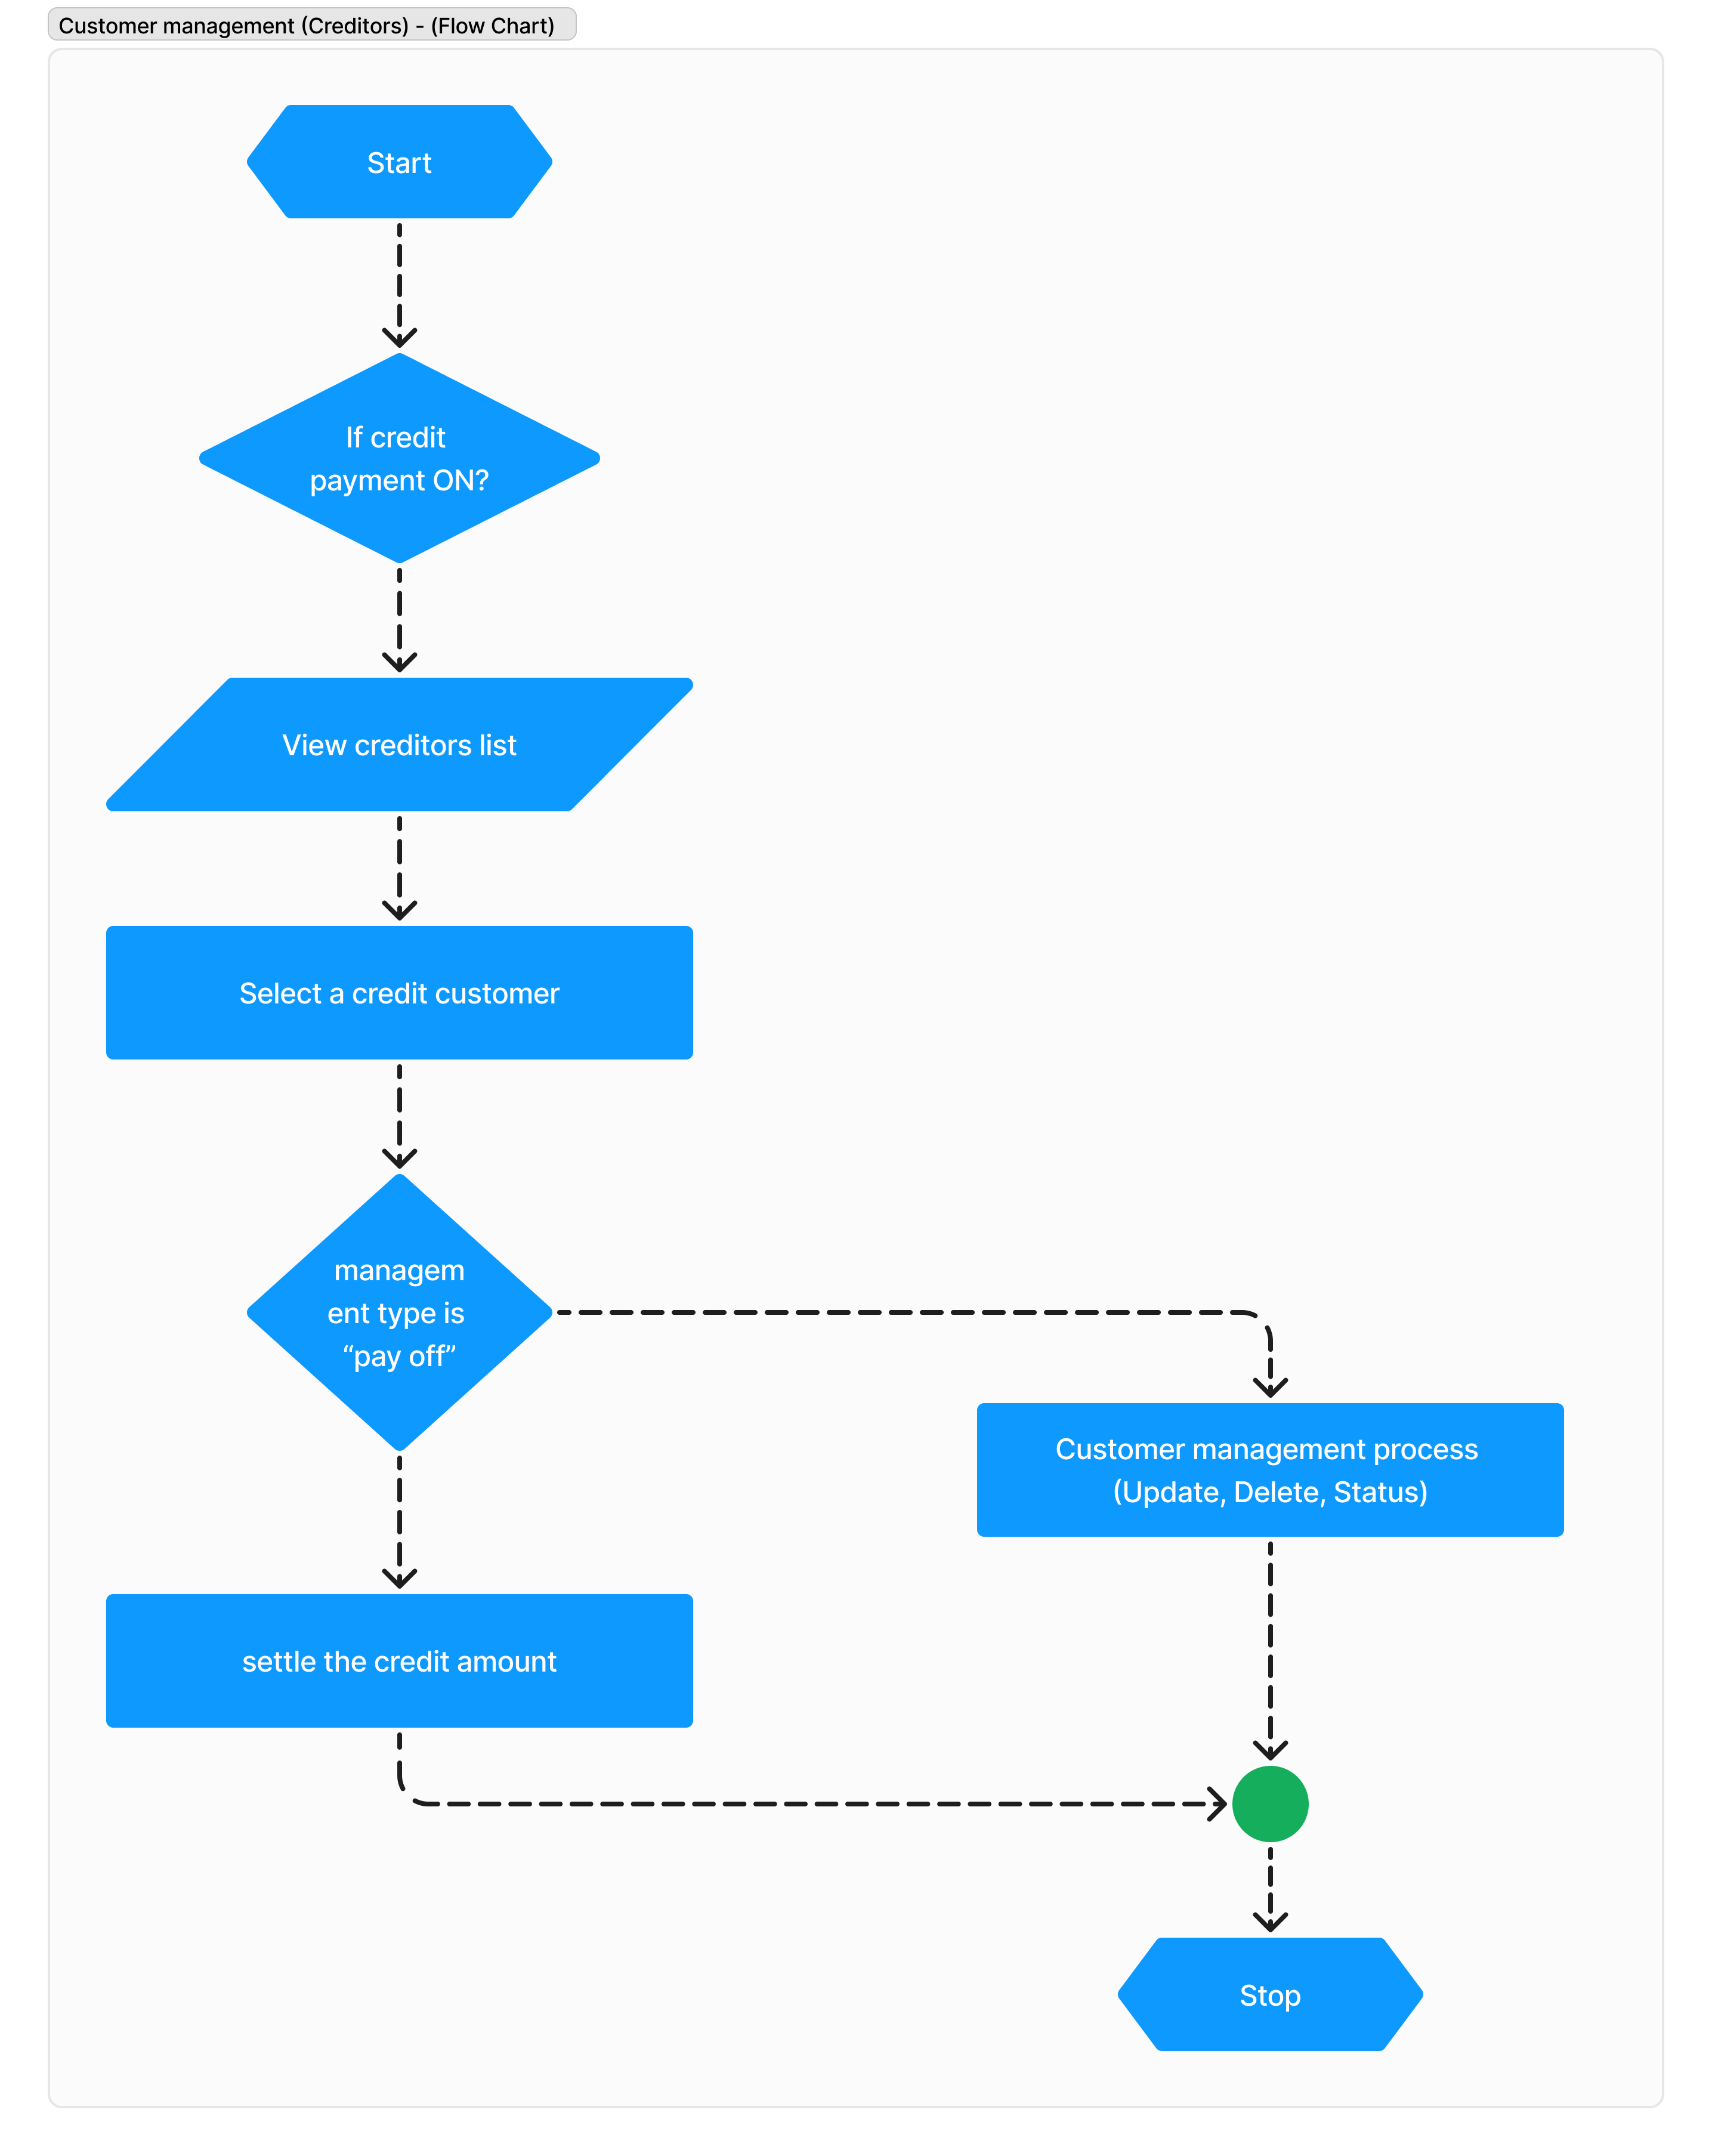 Customer management (Creditors) - (Flow Chart)
Start
If credit
payment ON?
View creditors list
Select a credit customer
managem
ent type is
“pay off”
Customer management process
(Update, Delete, Status)
settle the credit amount
Stop